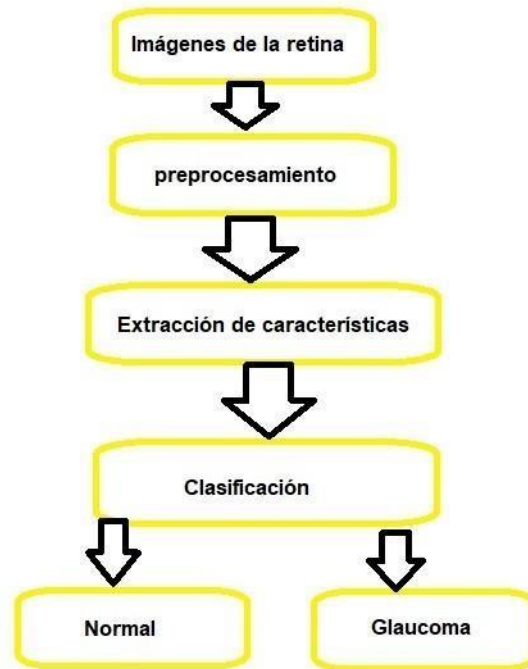 Imágenes de la retina
preprocesamiento
Extracción de características
Clasificación
Normal
Glaucoma